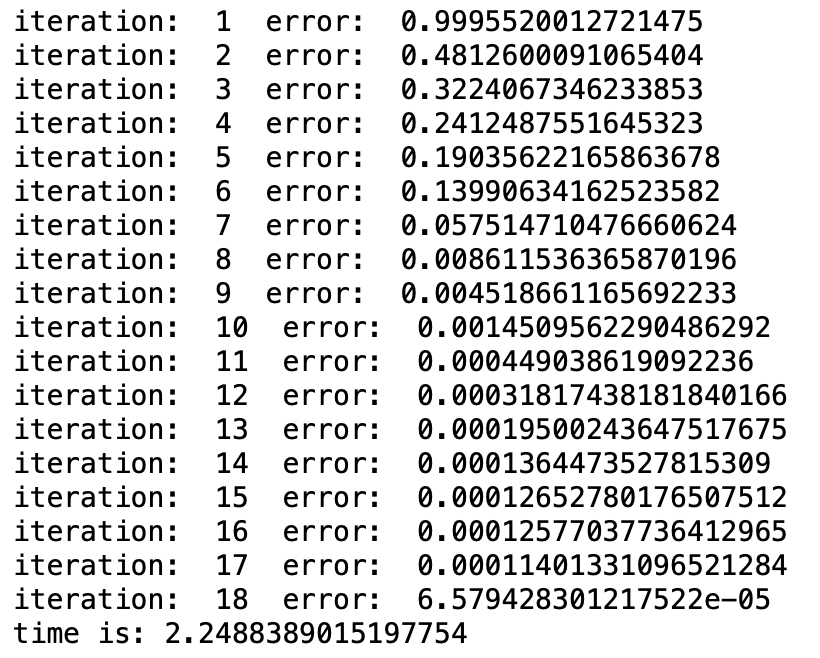 iteration:  1  error:  0.9995520012721475
iteration:  2  error:  0.4812600091065404
iteration:  3  error:  0.3224067346233853
iteration:  4  error:  0.2412487551645323
iteration:  5  error:  0.19035622165863678
iteration:  6  error:  0.13990634162523582
iteration:  7  error:  0.057514710476660624
iteration:  8  error:  0.008611536365870196
iteration:  9  error:  0.004518661165692233
iteration:  10  error:  0.0014509562290486292
iteration:  11  error:  0.000449038619092236
iteration:  12  error:  0.00031817438181840166
iteration:  13  error:  0.00019500243647517675
iteration:  14  error:  0.0001364473527815309
iteration:  15  error:  0.00012652780176507512
iteration:  16  error:  0.00012577037736412965
iteration:  17  error:  0.00011401331096521284
iteration:  18  error:  6.579428301217522e-05
time is: 2.2488389015197754